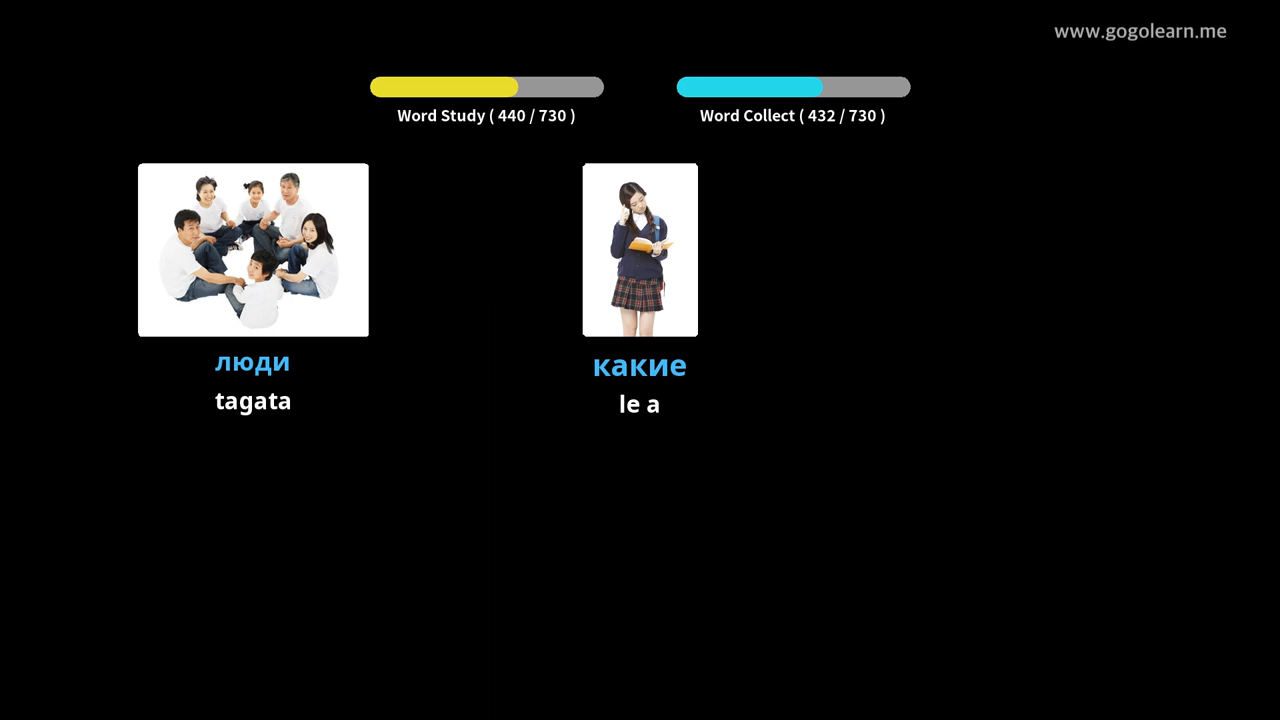 www.gogolearn.me
Word Study ( 440 / 730 )
Word Collect ( 432 / 730 )
люди
tagata
какие
le a